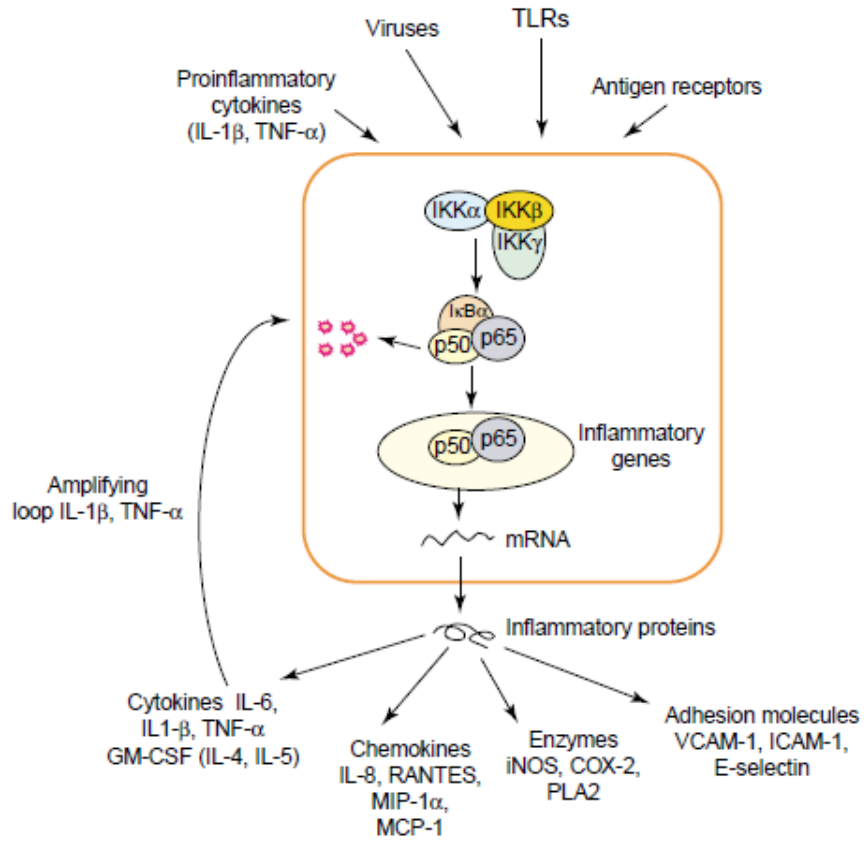 Viruses
TLRs
Proinflammatory
cytokines
(IL-1β, TNF-α)
Antigen receptors
IKKα
IKKβ
IKKγ
IκBα
p50
p65
p50
p65
Inflammatory
genes
Amplifying
loop IL-1β, TNF-α
mRNA
Inflammatory proteins
Cytokines IL-6,
IL1-β, TNF-α
GM-CSF (IL-4, IL-5)
Chemokines
IL-8, RANTES,
MIP-1α,
MCP-1
Enzymes
iNOS, COX-2,
PLA2
Adhesion molecules
VCAM-1, ICAM-1,
E-selectin